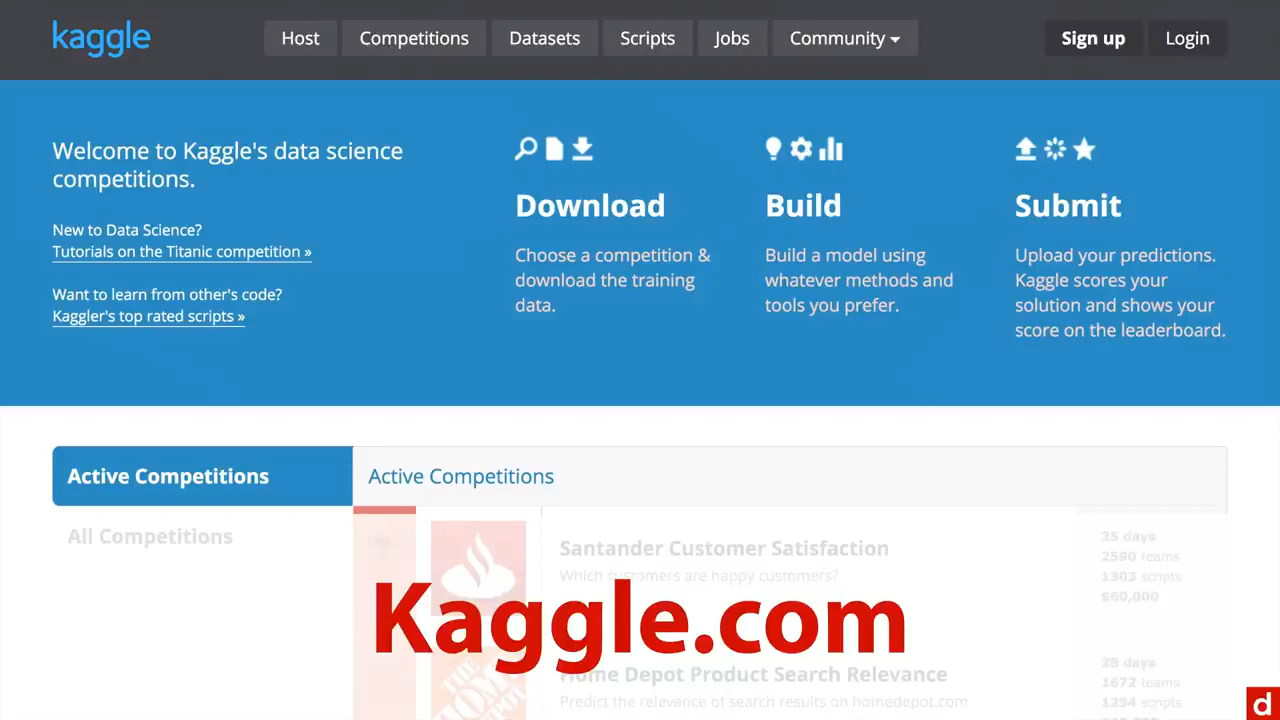 kaggle
Host
Competitions
Datasets
Scripts
Jobs
Community
Sign up
Login
Welcome to Kaggle's data science
competitions.
New to Data Science?
Tutorials on the Titanic competition »
Want to learn from other's code?
Kaggler's top rated scripts »
Download
Choose a competition &
download the training
data.
Build
Build a model using
whatever methods and
tools you prefer.
Submit
Upload your predictions.
Kaggle scores your
solution and shows your
score on the leaderboard.
Active Competitions
All Competitions
Active Competitions
Santander Customer Satisfaction
Which customers are happy customers?
35 days
2590 teams
1303 scripts
$60,000
Kaggle.com
THE
Home Depot Product Search Relevance
Predict the relevance of search results on homedepot.com
28 days
1672 teams
1294 scripts
d